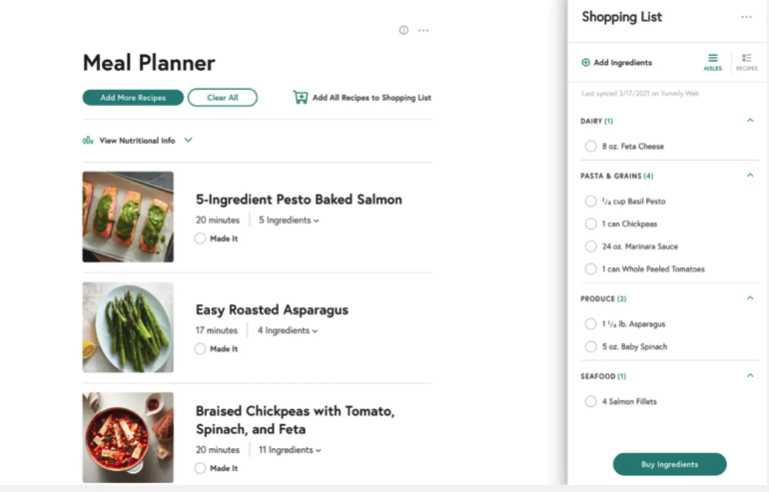 Meal Planner
Add More Recipes
Clear All
Add All Recipes to Shopping List
View Nutritional Info
5-Ingredient Pesto Baked Salmon
20 minutes
5 Ingredients
Made It
Easy Roasted Asparagus
17 minutes
4 Ingredients
Made It
Braised Chickpeas with Tomato,
Spinach, and Feta
20 minutes
11 Ingredients
Made It
Shopping List
Add Ingredients
AISLES
RECIPES
Last synced 3/17/2021 on Yummly Web
DAIRY (1)
8 oz. Feta Cheese
PASTA & GRAINS (4)
1/4 cup Basil Pesto
1 can Chickpeas
24 oz. Marinara Sauce
1 can Whole Peeled Tomatoes
PRODUCE (2)
1 1/4 lb. Asparagus
5 oz. Baby Spinach
SEAFOOD (1)
4 Salmon Fillets
Buy Ingredients